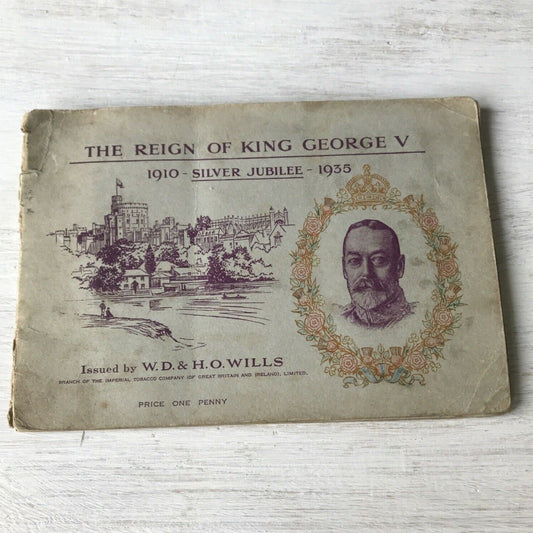 THE REIGN OF KING GEORGE V
1910 - SILVER JUBILEE - 1935
Issued by W.D. & H.O. WILLS
BRANCH OF THE IMPERIAL TOBACCO COMPANY (OF GREAT BRITAIN AND IRELAND), LIMITED.
PRICE ONE PENNY